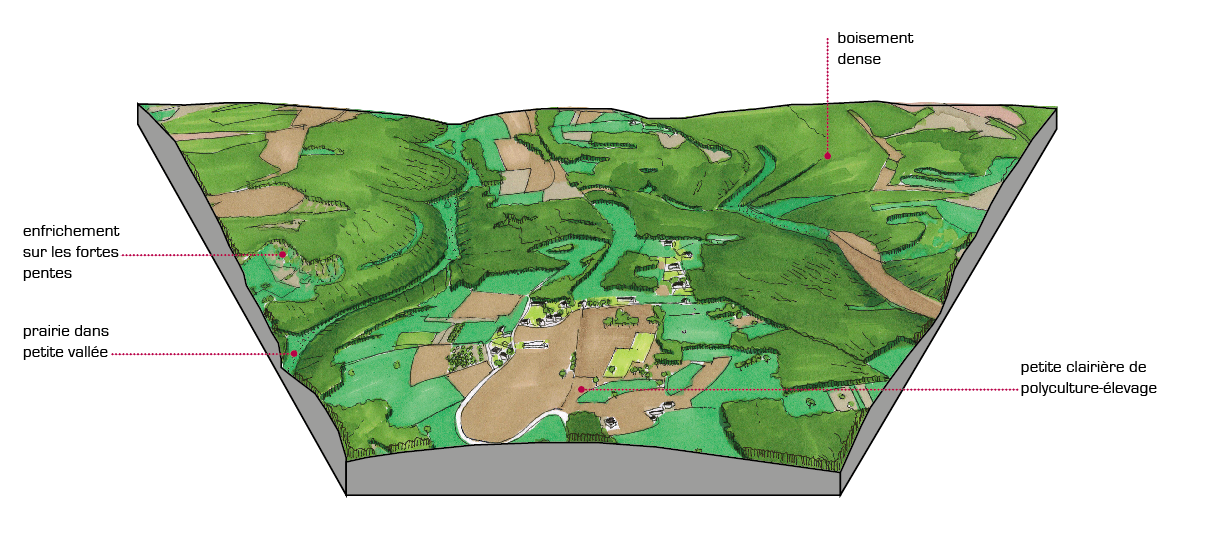 boisement
dense
enfrichement
sur les fortes
pentes
prairie dans
petite vallée
petite clairière de
polyculture-élevage